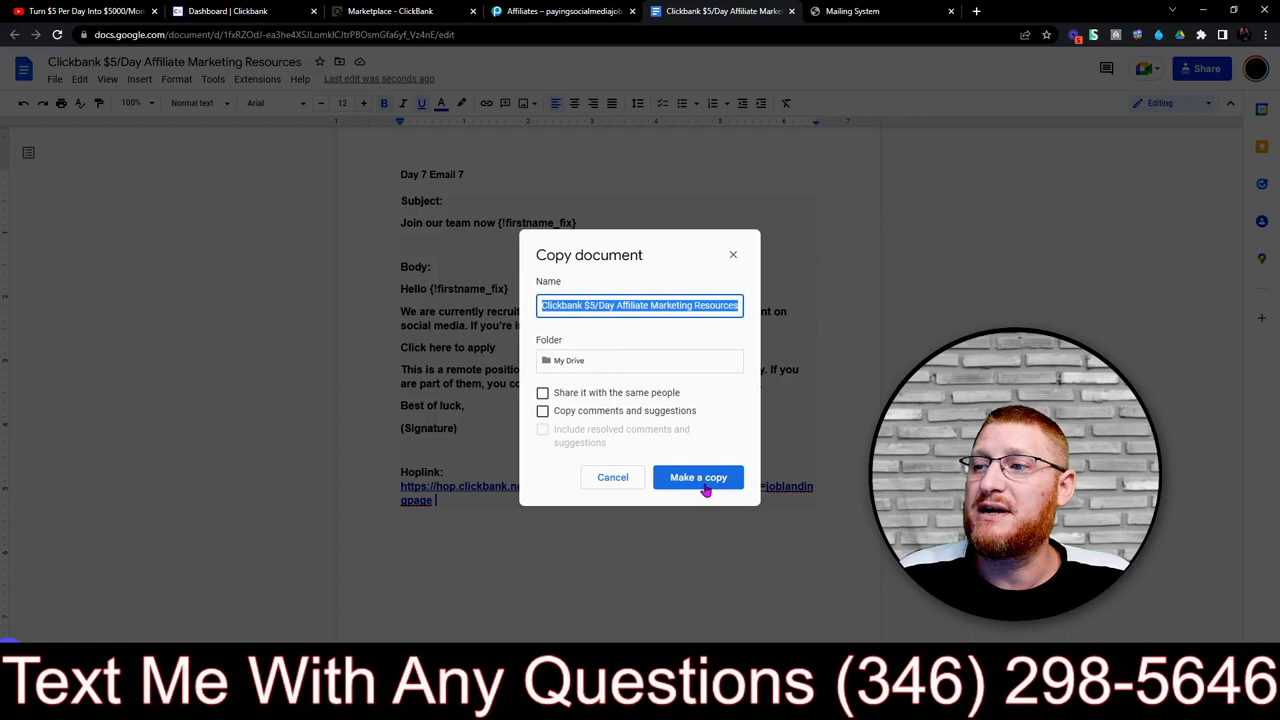 Turn $5 Per Day Into $5000/Mon
Dashboard | Clickbank
Marketplace - ClickBank
Affiliates – payingsocialmediajob
Clickbank $5/Day Affiliate Marke
Mailing System
docs.google.com/document/d/
/edit
Clickbank $5/Day Affiliate Marketing Resources
File Edit View Insert Format Tools Extensions Help Last edit was seconds ago
Share
100% Normal text Arial 12 Editing
Day 7 Email 7
Subject:
Join our team now {!firstname_fix}
Body:
Hello {!firstname_fix}
We are currently recruit
nt on
social media. If you're i
Click here to apply
This is a remote positio
y. If you
are part of them, you co
Best of luck,
(Signature)
Hoplink:
https://hop.clickbank.ne
=joblandin
gpage
Copy document
Name
Clickbank $5/Day Affiliate Marketing Resources
Folder
My Drive
Share it with the same people
Copy comments and suggestions
Include resolved comments and
suggestions
Cancel Make a copy
Text Me With Any Questions (346) 298-5646